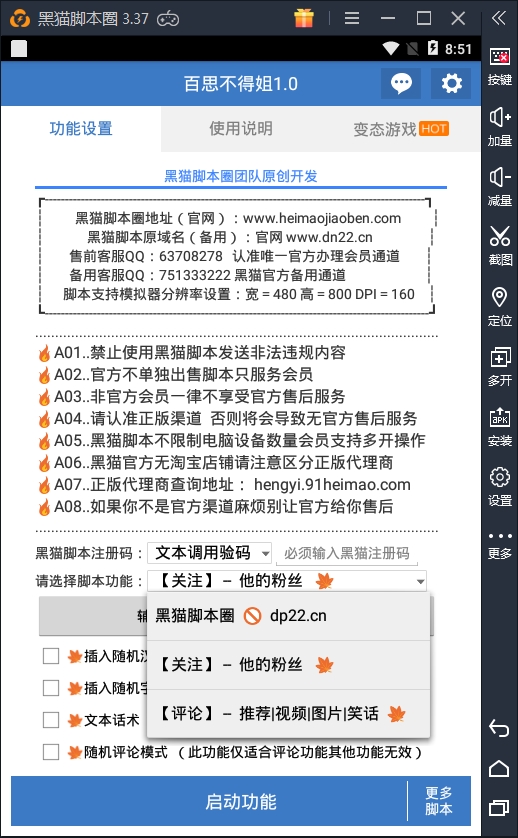 黑猫脚本圈 3.37
8:51
百思不得姐1.0
功能设置
使用说明
变态游戏 HOT
黑猫脚本圈团队原创开发
黑猫脚本圈地址（官网）：www.heimaojiaoben.com
黑猫脚本原域名（备用）：官网 www.dn22.cn
售前客服QQ：63708278 认准唯一官方办理会员通道
备用客服QQ：751333222 黑猫官方备用通道
脚本支持模拟器分辨率设置：宽 = 480 高 = 800 DPI = 160
A01..禁止使用黑猫脚本发送非法违规内容
A02..官方不单独出售脚本只服务会员
A03..非官方会员一律不享受官方售后服务
A04..请认准正版渠道 否则将会导致无官方售后服务
A05..黑猫脚本不限制电脑设备数量会员支持多开操作
A06..黑猫官方无淘宝店铺请注意区分正版代理商
A07..正版代理商查询地址： hengyi.91heimao.com
A08..如果你不是官方渠道麻烦别让官方给你售后
黑猫脚本注册码：
文本调用验码
必须输入黑猫注册码
请选择脚本功能：
【关注】– 他的粉丝
黑猫脚本圈 dp22.cn
【关注】– 他的粉丝
【评论】– 推荐|视频|图片|笑话
插入随机
插入随机
文本话术
随机评论模式 （此功能仅适合评论功能其他功能无效）
启动功能
更多
脚本
按键
加量
减量
截图
定位
多开
APK
安装
设置
更多